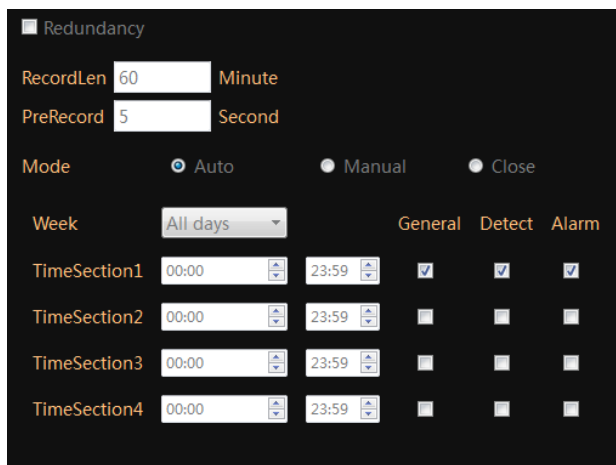 Redundancy
RecordLen 60 Minute
PreRecord 5 Second
Mode Auto Manual Close
Week All days General Detect Alarm
TimeSection1 00:00 23:59
TimeSection2 00:00 23:59
TimeSection3 00:00 23:59
TimeSection4 00:00 23:59